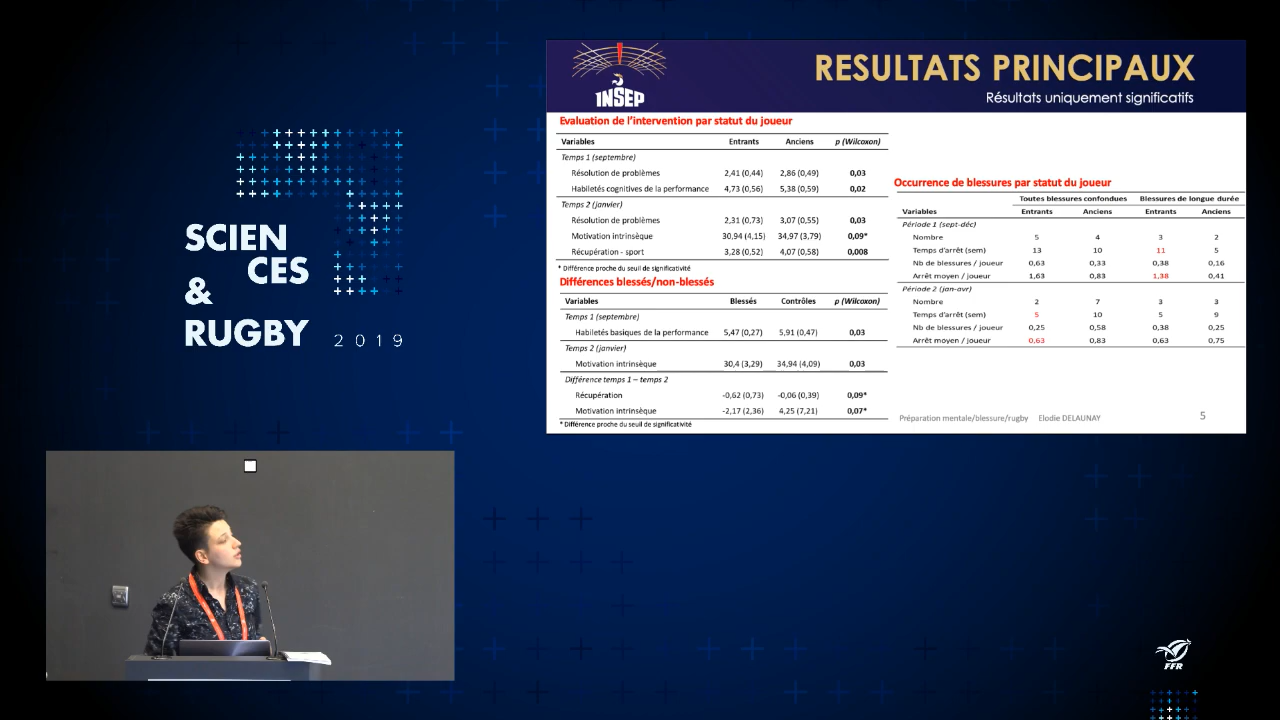 SCIEN
CES
&
RUGBY 2019
INSEP
RESULTATS PRINCIPAUX
Résultats uniquement significatifs
Evaluation de l'intervention par statut du joueur
Variables Entrants Anciens p (Wilcoxon)
Temps 1 (septembre)
Résolution de problèmes 2,41 (0,44) 2,86 (0,49) 0,03
Habiletés cognitives de la performance 4,73 (0,56) 5,38 (0,59) 0,02
Temps 2 (janvier)
Résolution de problèmes 2,31 (0,73) 3,07 (0,55) 0,03
Motivation intrinsèque 30,94 (4,15) 34,97 (3,79) 0,09*
Récupération - sport 3,28 (0,52) 4,07 (0,58) 0,008
* Différence proche du seuil de significativité
Différences blessés/non-blessés
Variables Blessés Contrôles p (Wilcoxon)
Temps 1 (septembre)
Habiletés basiques de la performance 5,47 (0,27) 5,91 (0,47) 0,03
Temps 2 (janvier)
Motivation intrinsèque 30,4 (3,29) 34,94 (4,09) 0,03
Différence temps 1 – temps 2
Récupération -0,62 (0,73) -0,06 (0,39) 0,09*
Motivation intrinsèque -2,17 (2,36) 4,25 (7,21) 0,07*
* Différence proche du seuil de significativité
Occurrence de blessures par statut du joueur
Toutes blessures confondues Blessures de longue durée
Variables Entrants Anciens Entrants Anciens
Période 1 (sept-déc)
Nombre 5 4 3 2
Temps d'arrêt (sem) 13 10 11 5
Nb de blessures / joueur 0,63 0,33 0,38 0,16
Arrêt moyen / joueur 1,63 0,83 1,38 0,41
Période 2 (jan-avr)
Nombre 2 7 3 3
Temps d'arrêt (sem) 5 10 5 9
Nb de blessures / joueur 0,25 0,58 0,38 0,25
Arrêt moyen / joueur 0,63 0,83 0,63 0,75
Préparation mentale/blessure/rugby Elodie DELAUNAY 5
FFR